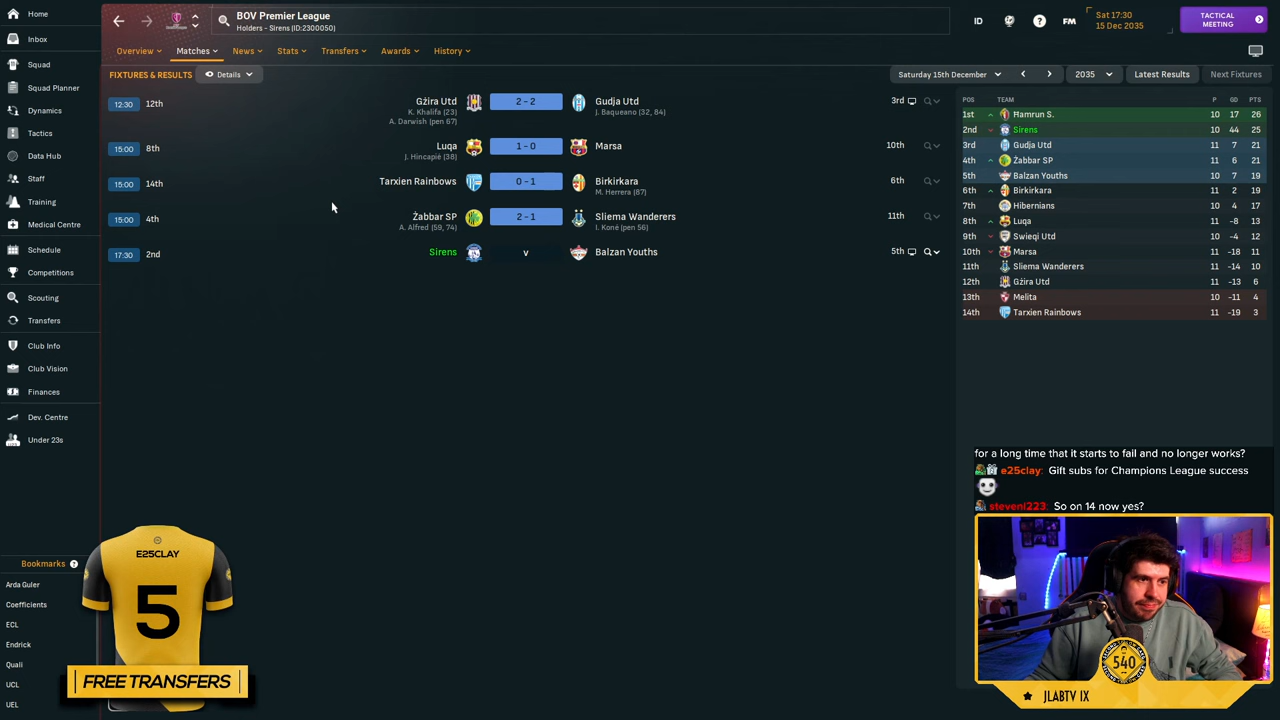 BOV Premier League
Holders - Sirens (ID:2300050)
ID
FM
Sat 17:30
15 Dec 2035
TACTICAL MEETING
Home
Inbox
Squad
Squad Planner
Dynamics
Tactics
Data Hub
Staff
Training
Medical Centre
Schedule
Competitions
Scouting
Transfers
Club Info
Club Vision
Finances
Dev. Centre
Under 23s
Overview
Matches
News
Stats
Transfers
Awards
History
FIXTURES & RESULTS
Details
Saturday 15th December
2035
Latest Results
Next Fixtures
12:30 12th Gżira Utd 2 - 2 Gudja Utd 3rd
K. Khalifa (23) J. Baqueano (32, 84)
A. Darwish (pen 67)
15:00 8th Luqa 1 - 0 Marsa 10th
J. Hincapié (38)
15:00 14th Tarxien Rainbows 0 - 1 Birkirkara 6th
M. Herrera (87)
15:00 4th Żabbar SP 2 - 1 Sliema Wanderers 11th
A. Alfred (59, 74) I. Koné (pen 56)
17:30 2nd Sirens v Balzan Youths 5th
POS TEAM P GD PTS
1st Ħamrun S. 10 17 26
2nd Sirens 10 44 25
3rd Gudja Utd 11 7 21
4th Żabbar SP 11 6 21
5th Balzan Youths 10 7 19
6th Birkirkara 11 2 19
7th Hibernians 10 4 17
8th Luqa 11 -8 13
9th Swieqi Utd 10 -4 12
10th Marsa 11 -18 11
11th Sliema Wanderers 11 -14 10
12th Gżira Utd 11 -13 6
13th Melita 10 -11 4
14th Tarxien Rainbows 11 -19 3
for a long time that it starts to fail and no longer works?
e25clay: Gift subs for Champions League success
stevenl223: So on 14 now yes?
Bookmarks
Arda Guler
Coefficients
ECL
Endrick
Quali
UCL
UEL
E25CLAY
5
FREE TRANSFERS
540
JLABTV IX